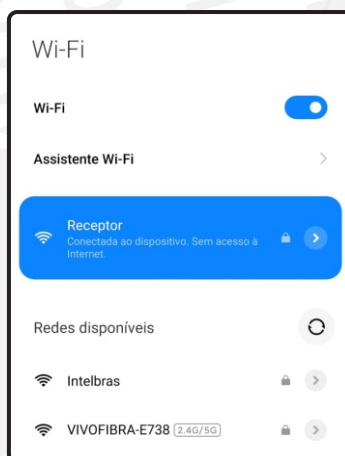 Wi-Fi
Wi-Fi
Assistente Wi-Fi
Receptor
Conectada ao dispositivo. Sem acesso à
Internet.
Redes disponíveis
Intelbras
VIVOFIBRA-E738 2.4G/5G